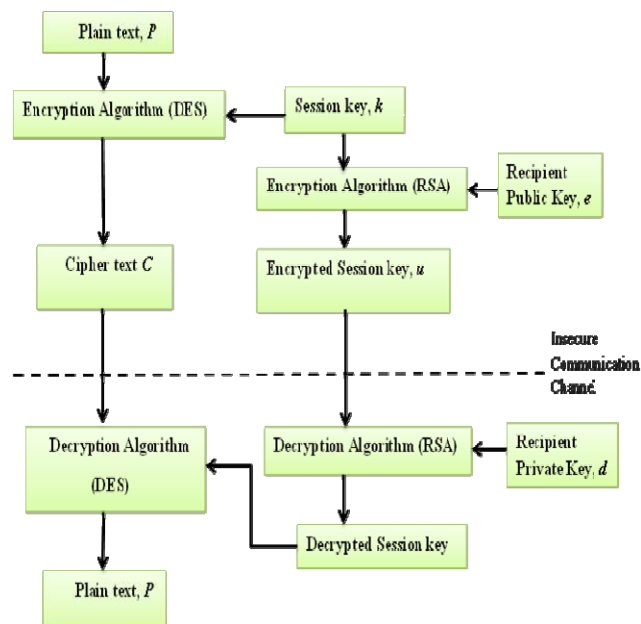 Plain text, P
Encryption Algorithm (DES)
Session key, k
Encryption Algorithm (RSA)
Recipient
Public Key, e
Cipher text C
Encrypted Session key, u
Insecure
Communication
Channel
Decryption Algorithm
(DES)
Decryption Algorithm (RSA)
Recipient
Private Key, d
Decrypted Session key
Plain text, P